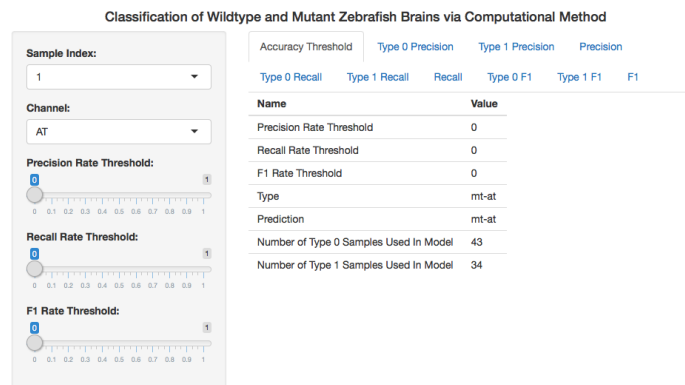 Classification of Wildtype and Mutant Zebrafish Brains via Computational Method
Sample Index:
1
Channel:
AT
Precision Rate Threshold:
0 1
0 0.1 0.2 0.3 0.4 0.5 0.6 0.7 0.8 0.9 1
Recall Rate Threshold:
0 1
0 0.1 0.2 0.3 0.4 0.5 0.6 0.7 0.8 0.9 1
F1 Rate Threshold:
0 1
0 0.1 0.2 0.3 0.4 0.5 0.6 0.7 0.8 0.9 1
Accuracy Threshold Type 0 Precision Type 1 Precision Precision
Type 0 Recall Type 1 Recall Recall Type 0 F1 Type 1 F1 F1
Name Value
Precision Rate Threshold 0
Recall Rate Threshold 0
F1 Rate Threshold 0
Type mt-at
Prediction mt-at
Number of Type 0 Samples Used In Model 43
Number of Type 1 Samples Used In Model 34